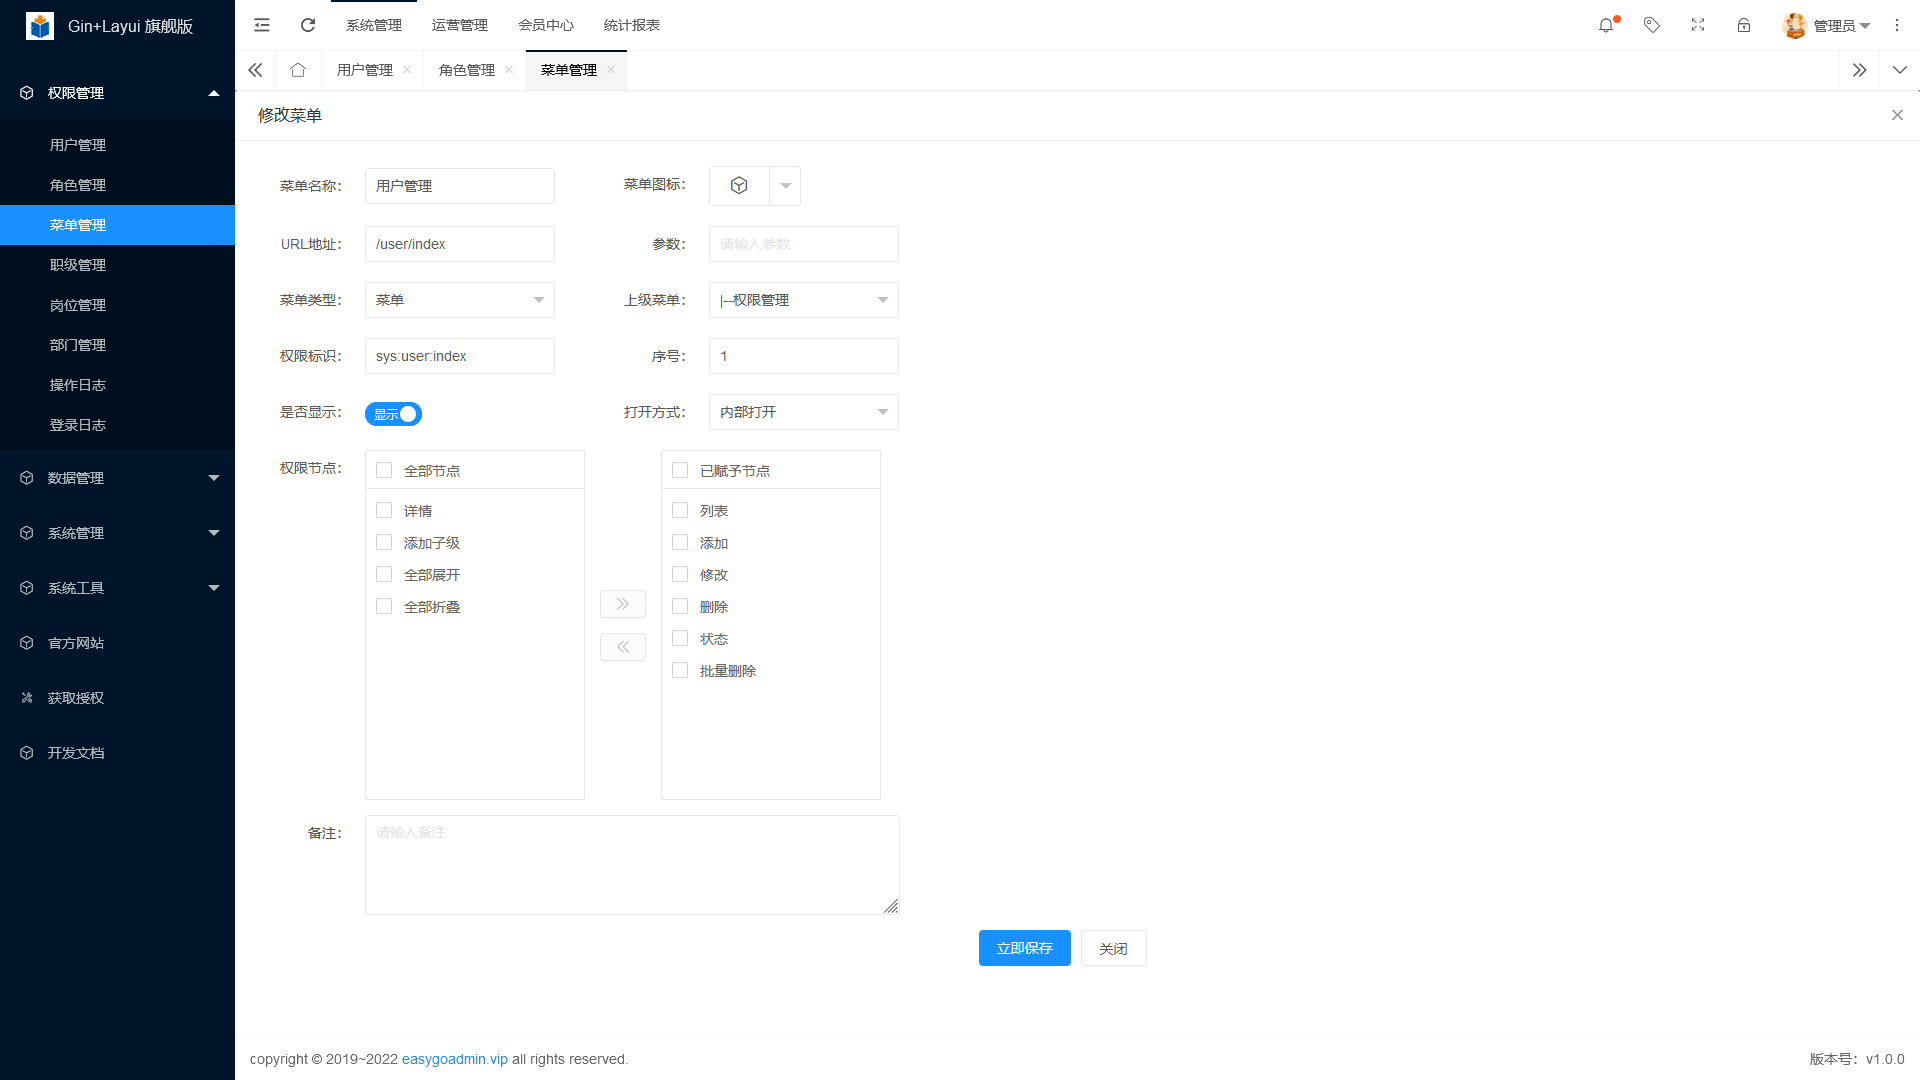 Gin+Layui 旗舰版
系统管理 运营管理 会员中心 统计报表
管理员
用户管理 角色管理 菜单管理
权限管理
用户管理
角色管理
菜单管理
职级管理
岗位管理
部门管理
操作日志
登录日志
数据管理
系统管理
系统工具
官方网站
获取授权
开发文档
修改菜单
菜单名称： 用户管理 菜单图标：
URL地址： /user/index 参数： 请输入参数
菜单类型： 菜单 上级菜单： |--权限管理
权限标识： sys:user:index 序号： 1
是否显示： 显示 打开方式： 内部打开
权限节点： 全部节点 已赋予节点
详情 列表
添加子级 添加
全部展开 修改
全部折叠 删除
状态
批量删除
备注： 请输入备注
立即保存 关闭
copyright © 2019~2022 easygoadmin.vip all rights reserved. 版本号：v1.0.0